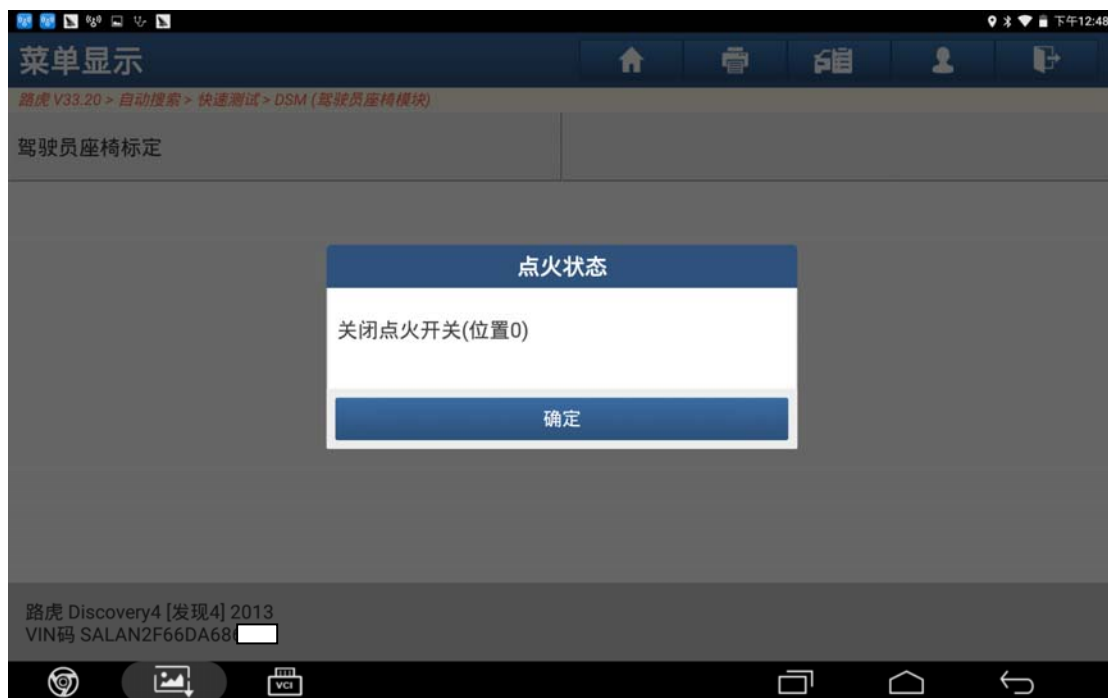 下午12:48
菜单显示
路虎 V33.20 > 自动搜索 > 快速测试 > DSM (驾驶员座椅模块)
驾驶员座椅标定
点火状态
关闭点火开关(位置0)
确定
路虎 Discovery4 [发现4] 2013
VIN码 SALAN2F66DA68
VCI